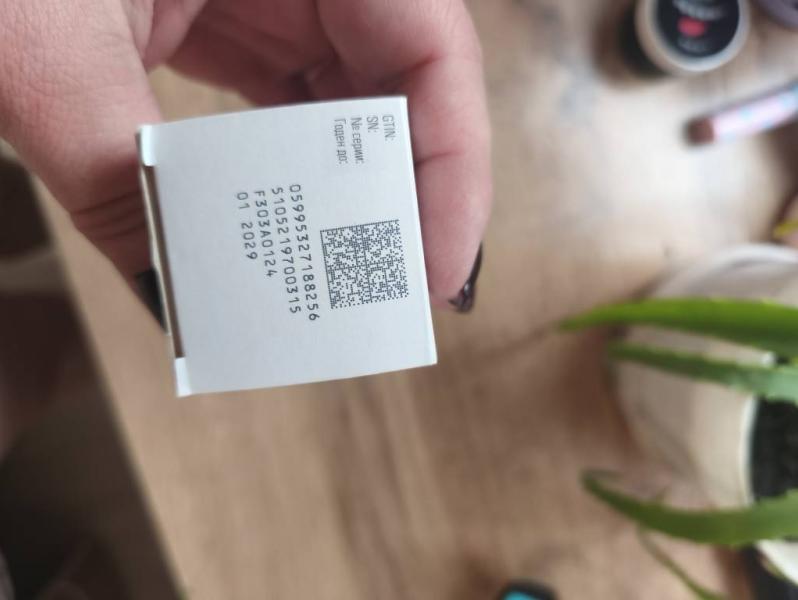 GTIN:
SN:
№ серии:
Годен до:
05995327188256
5105219700315
F303A0124
01 2029